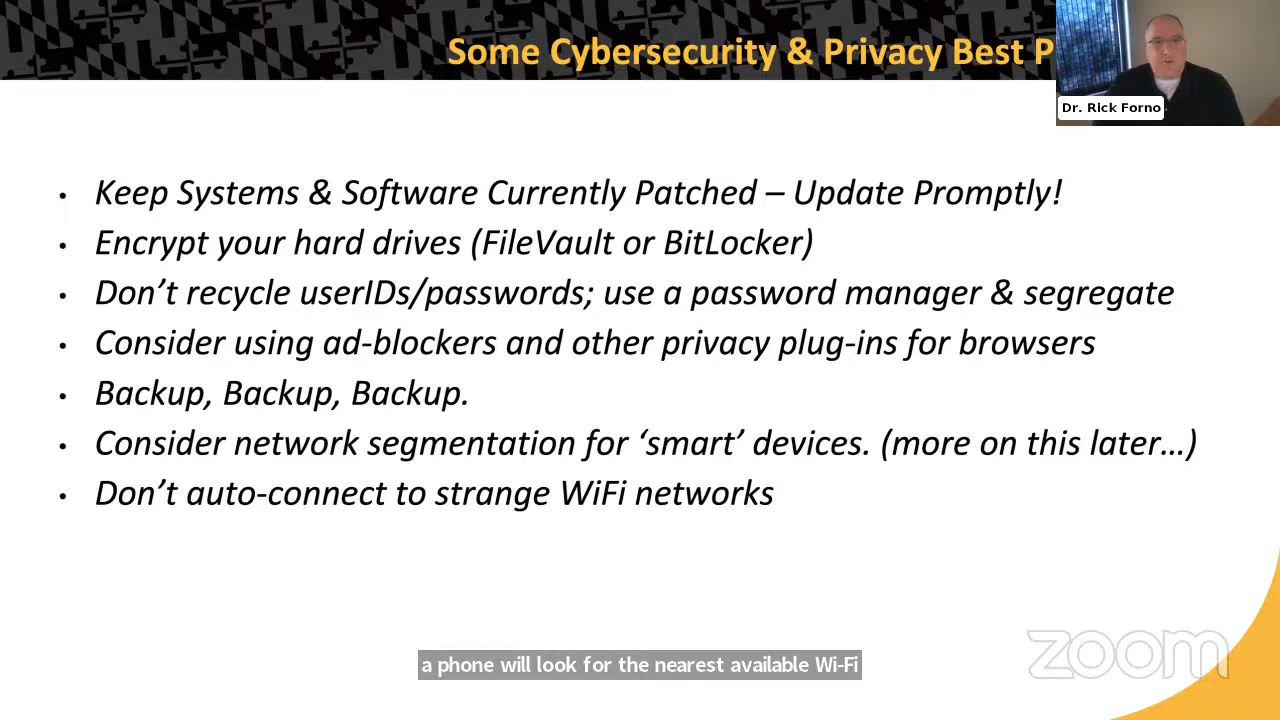 Some Cybersecurity & Privacy Best P
Dr. Rick Forno
• Keep Systems & Software Currently Patched – Update Promptly!
• Encrypt your hard drives (FileVault or BitLocker)
• Don’t recycle userIDs/passwords; use a password manager & segregate
• Consider using ad-blockers and other privacy plug-ins for browsers
• Backup, Backup, Backup.
• Consider network segmentation for ‘smart’ devices. (more on this later…)
• Don’t auto-connect to strange WiFi networks
a phone will look for the nearest available Wi-Fi
zoom